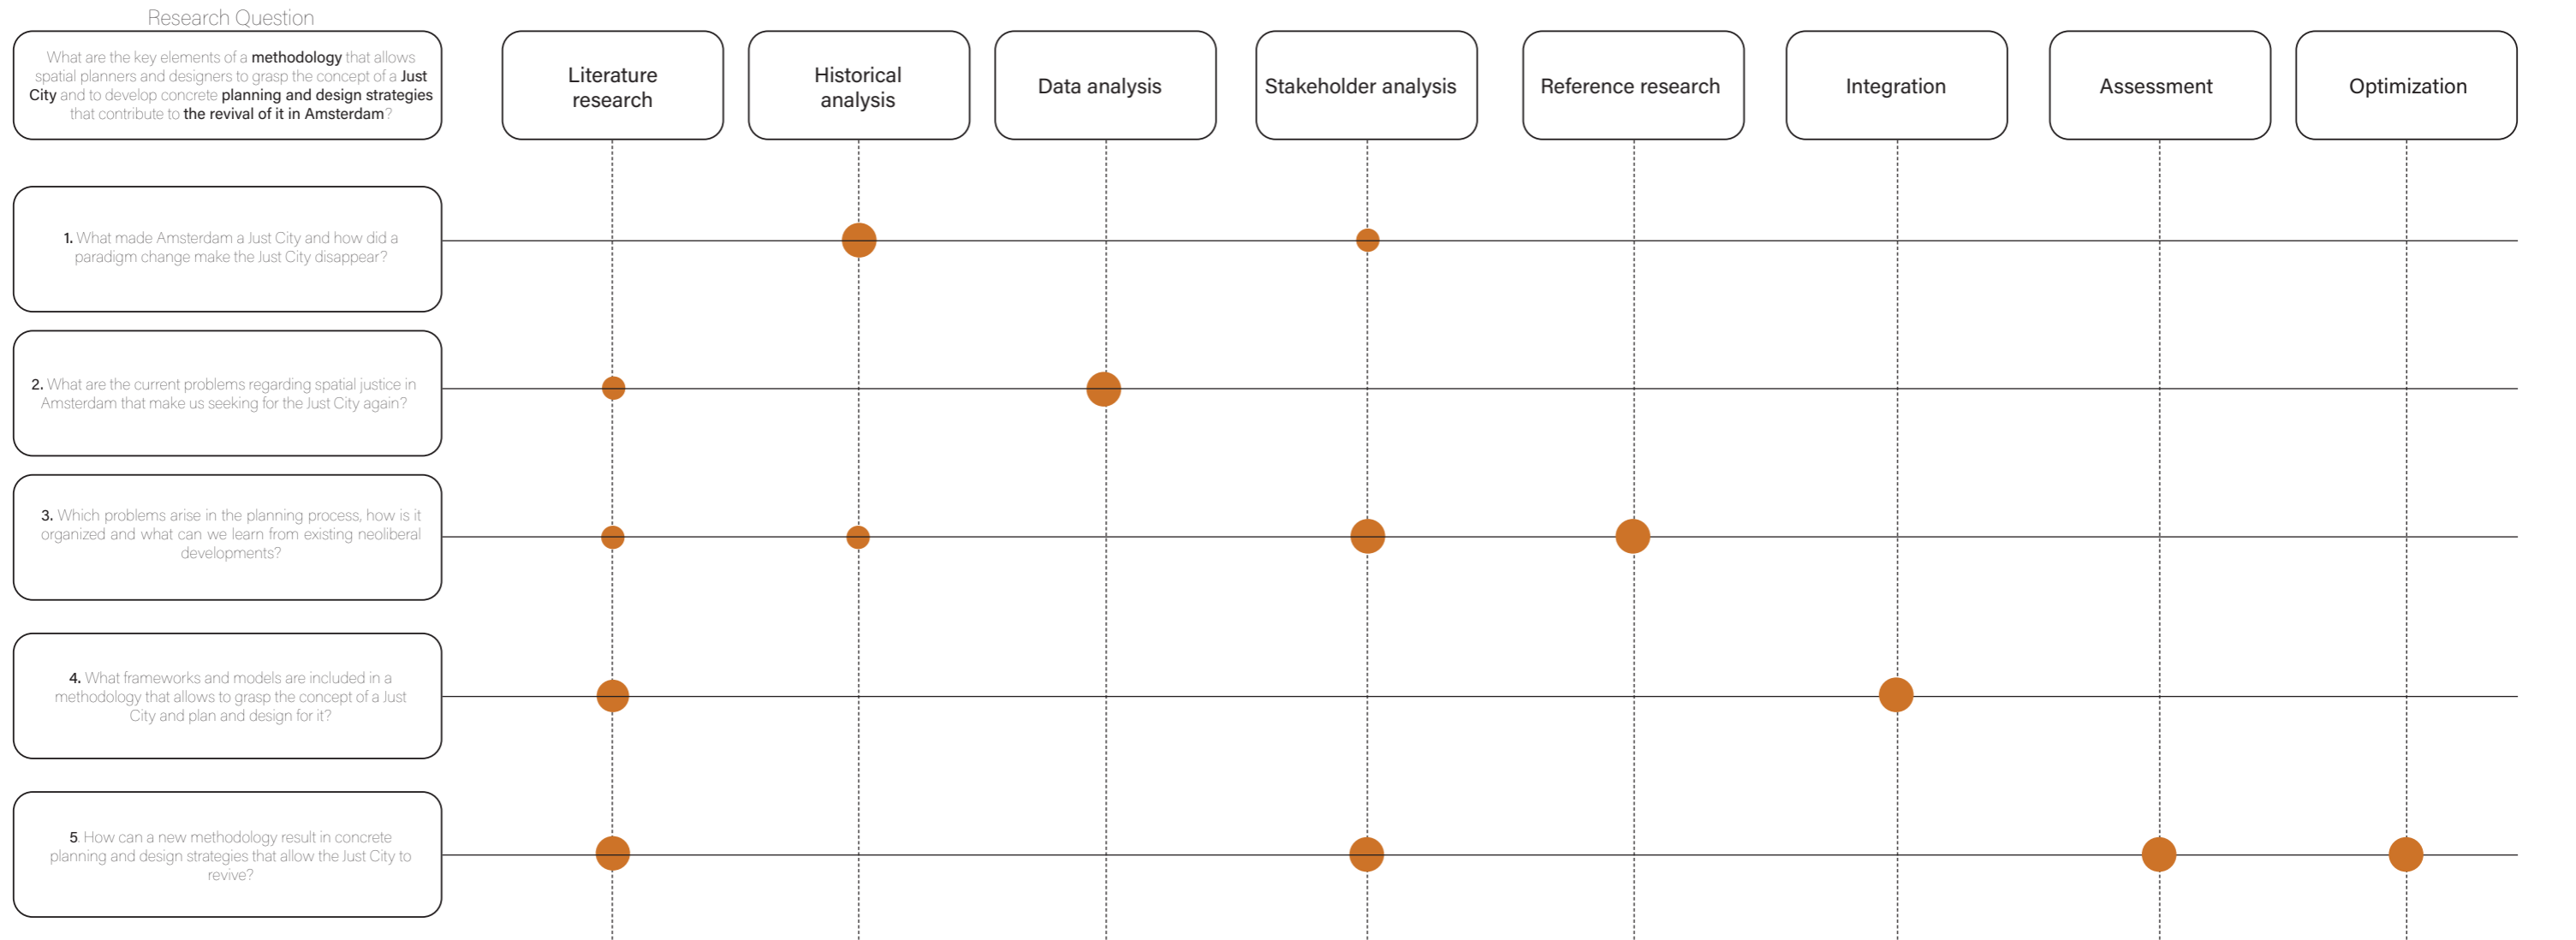 Research Question
What are the key elements of a methodology that allows
spatial planners and designers to grasp the concept of a Just
City and to develop concrete planning and design strategies
that contribute to the revival of it in Amsterdam?
Literature
research
Historical
analysis
Data analysis
Stakeholder analysis
Reference research
Integration
Assessment
Optimization
1. What made Amsterdam a Just City and how did a
paradigm change make the Just City disappear?
2. What are the current problems regarding spatial justice in
Amsterdam that make us seeking for the Just City again?
3. Which problems arise in the planning process, how is it
organized and what can we learn from existing neoliberal
developments?
4. What frameworks and models are included in a
methodology that allows to grasp the concept of a Just
City and plan and design for it?
5. How can a new methodology result in concrete
planning and design strategies that allow the Just City to
revive?